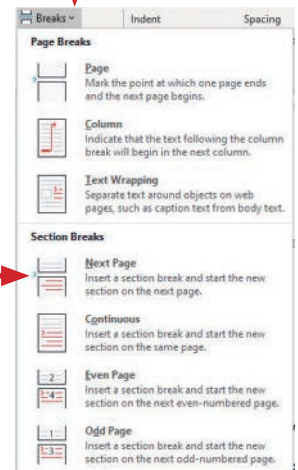 Breaks
Indent
Spacing
Page Breaks
Page
Mark the point at which one page ends
and the next page begins.
Column
Indicate that the text following the column
break will begin in the next column.
Text Wrapping
Separate text around objects on web
pages, such as caption text from body text.
Section Breaks
Next Page
Insert a section break and start the new
section on the next page.
Continuous
Insert a section break and start the new
section on the same page.
Even Page
Insert a section break and start the new
section on the next even-numbered page.
Odd Page
Insert a section break and start the new
section on the next odd-numbered page.